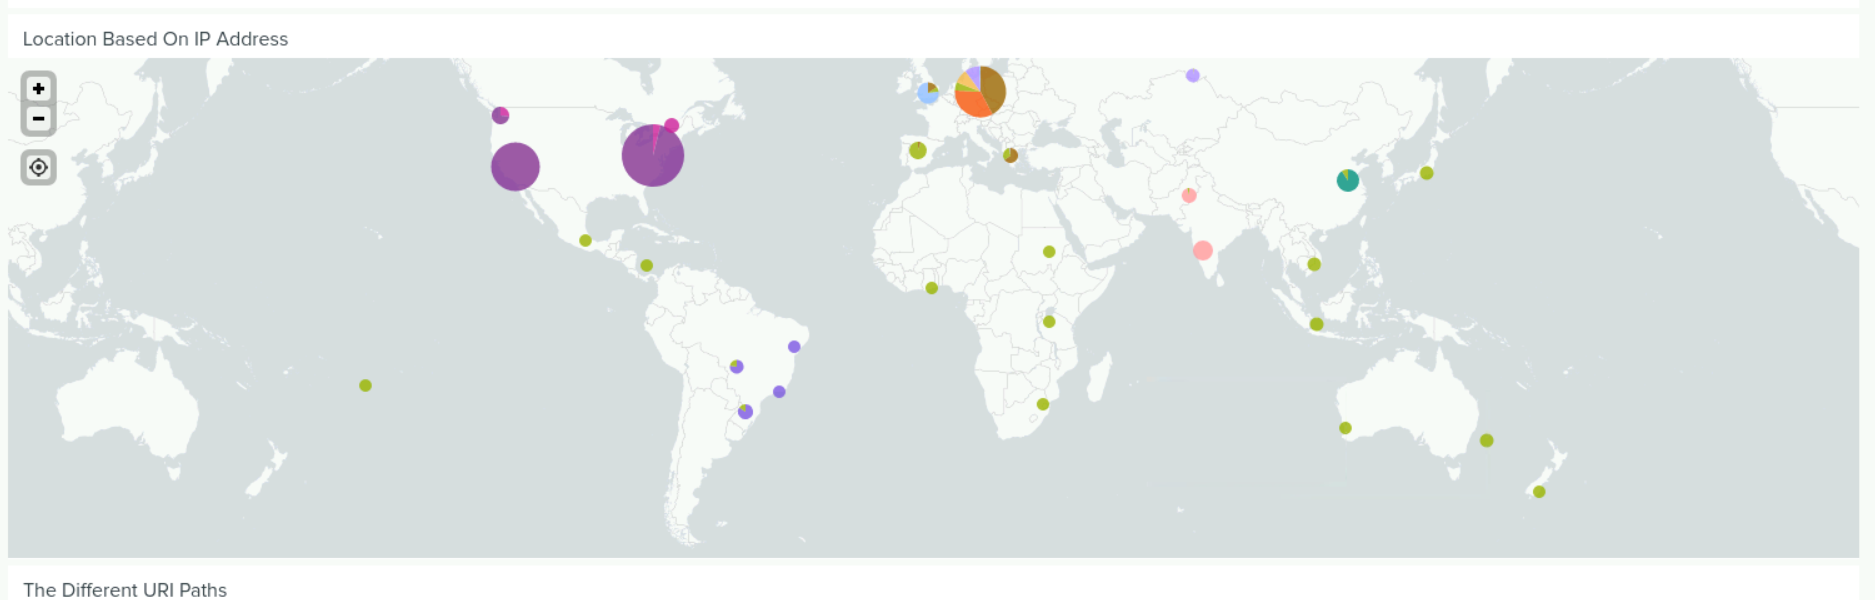 Location Based On IP Address
+
−
The Different URI Paths